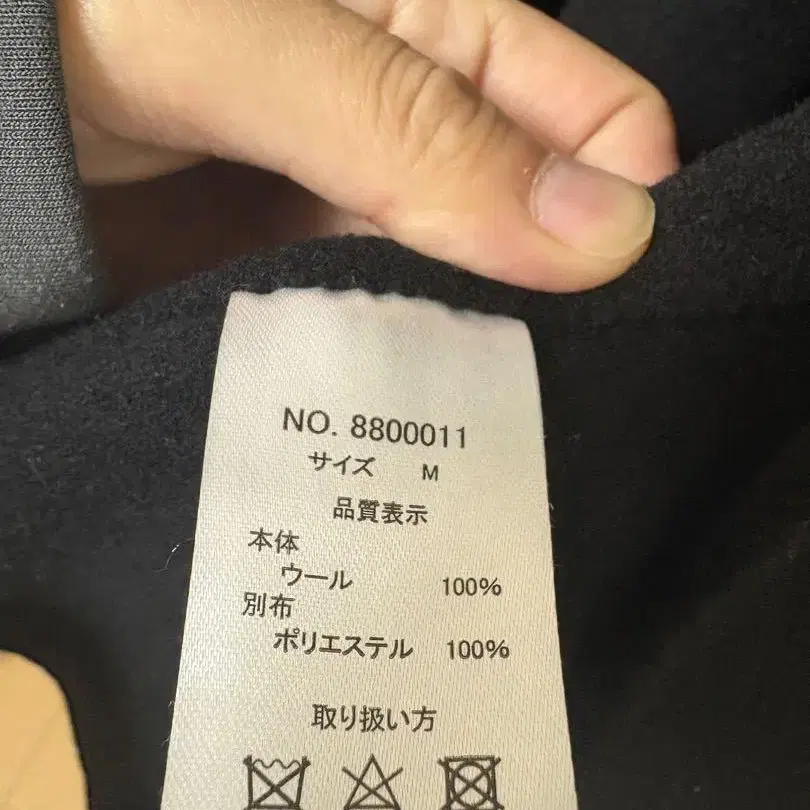 NO. 8800011
サイズ M
品質表示
本体
ウール 100%
別布
ポリエステル 100%
取り扱い方